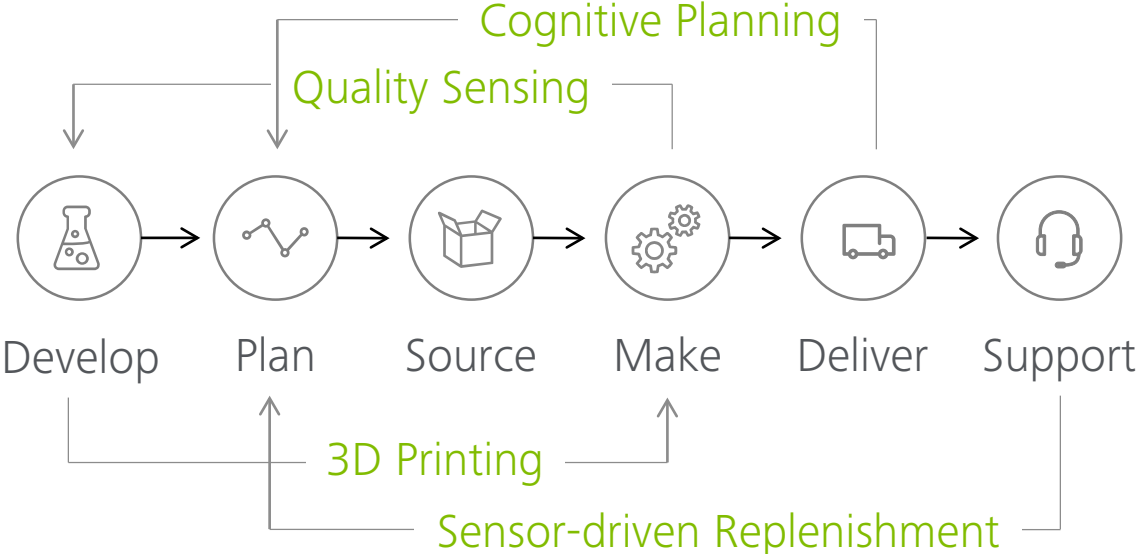 Cognitive Planning
Quality Sensing
Develop
Plan
Source
Make
Deliver
Support
3D Printing
Sensor-driven Replenishment